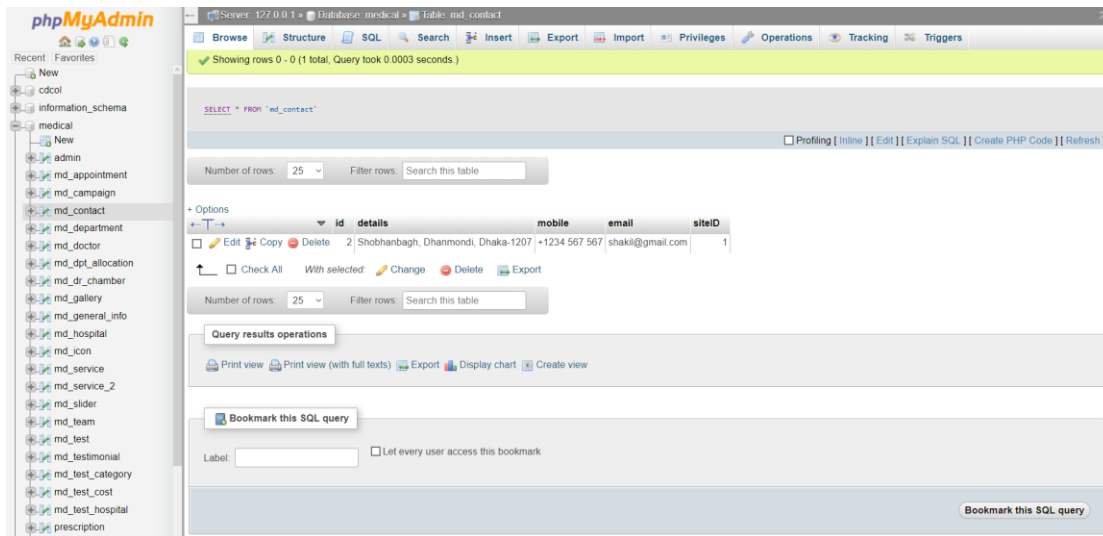 phpMyAdmin
Recent Favorites
New
cdcol
information_schema
medical
New
admin
md_appointment
md_campaign
md_contact
md_department
md_doctor
md_dpt_allocation
md_dr_chamber
md_gallery
md_general_info
md_hospital
md_icon
md_service
md_service_2
md_slider
md_team
md_test
md_testimonial
md_test_category
md_test_cost
md_test_hospital
prescription
Server: 127.0.0.1 » Database: medical » Table: md_contact
Browse Structure SQL Search Insert Export Import Privileges Operations Tracking Triggers
Showing rows 0 - 0 (1 total, Query took 0.0003 seconds.)
SELECT * FROM `md_contact`
Profiling [ Inline ] [ Edit ] [ Explain SQL ] [ Create PHP Code ] [ Refresh
Number of rows: 25 Filter rows: Search this table
+ Options
←T→ id details mobile email siteID
Edit Copy Delete 2 Shobhanbagh, Dhanmondi, Dhaka-1207 +1234 567 567 shakil@gmail.com 1
Check All With selected: Change Delete Export
Number of rows: 25 Filter rows: Search this table
Query results operations
Print view Print view (with full texts) Export Display chart Create view
Bookmark this SQL query
Label: Let every user access this bookmark
Bookmark this SQL query